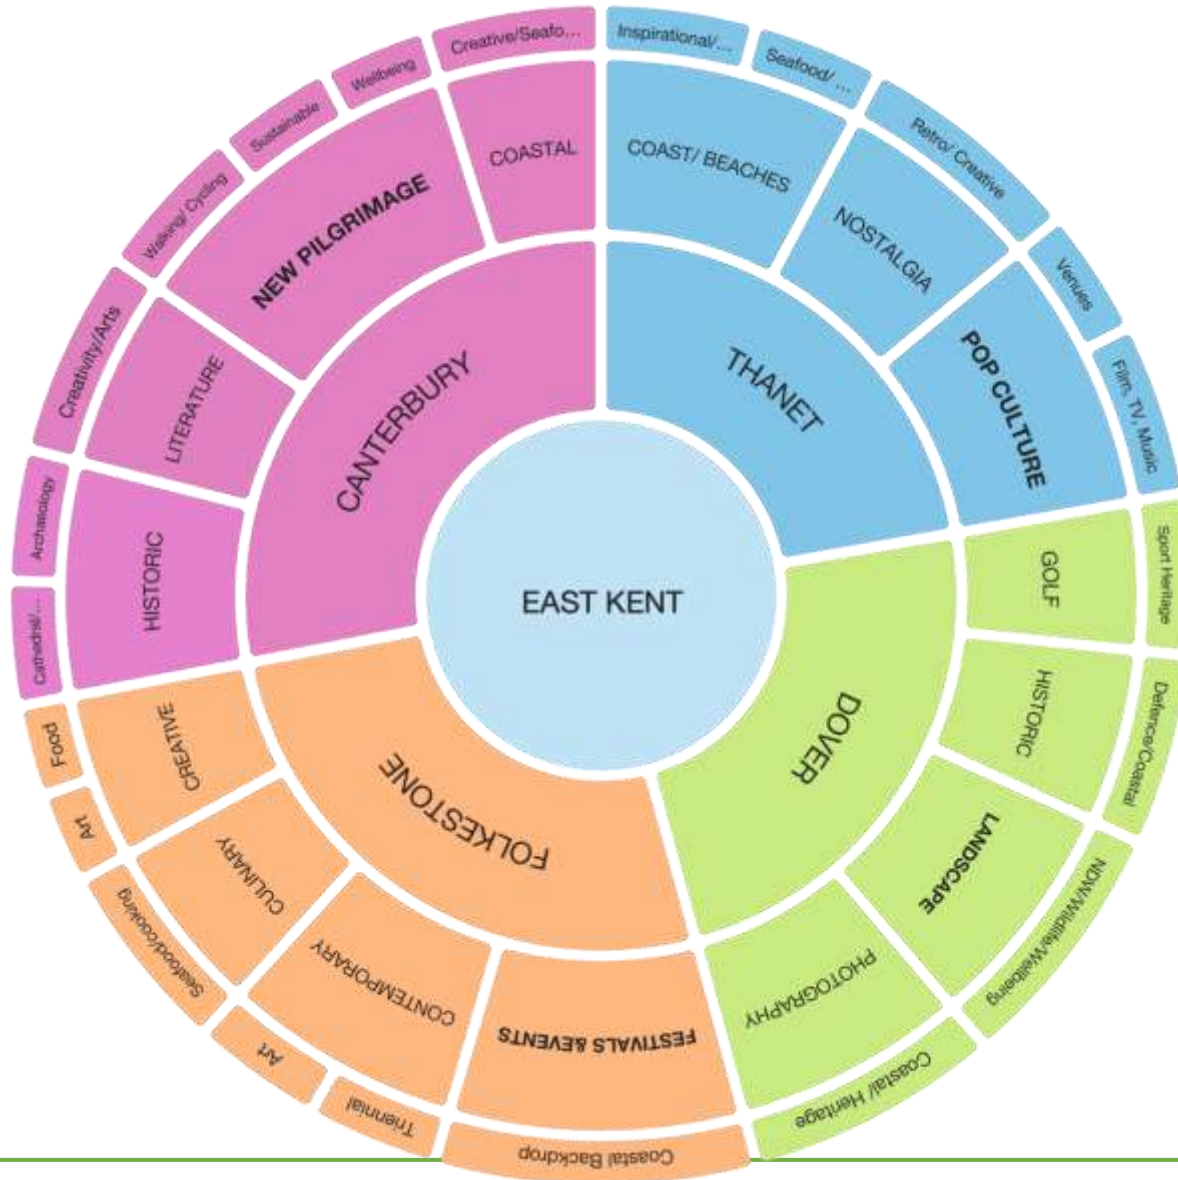 EAST KENT
THANET
COAST/ BEACHES
Inspirational/...
Seafood/ ...
NOSTALGIA
Retro/ Creative
POP CULTURE
Venues
Film, TV, Music
DOVER
GOLF
Sport Heritage
HISTORIC
Defence/Coastal
LANDSCAPE
NDW/Wildlife/Wellbeing
PHOTOGRAPHY
Coastal/ Heritage
FOLKESTONE
FESTIVALS &EVENTS
Coastal Backdrop
CONTEMPORARY
Triennial
Art
CULINARY
Seafood/cooking
CREATIVE
Art
Food
CANTERBURY
HISTORIC
Cathedral/...
Archaeology
LITERATURE
Creativity/Arts
NEW PILGRIMAGE
Walking/ Cycling
Sustainable
Wellbeing
COASTAL
Creative/Seafo...